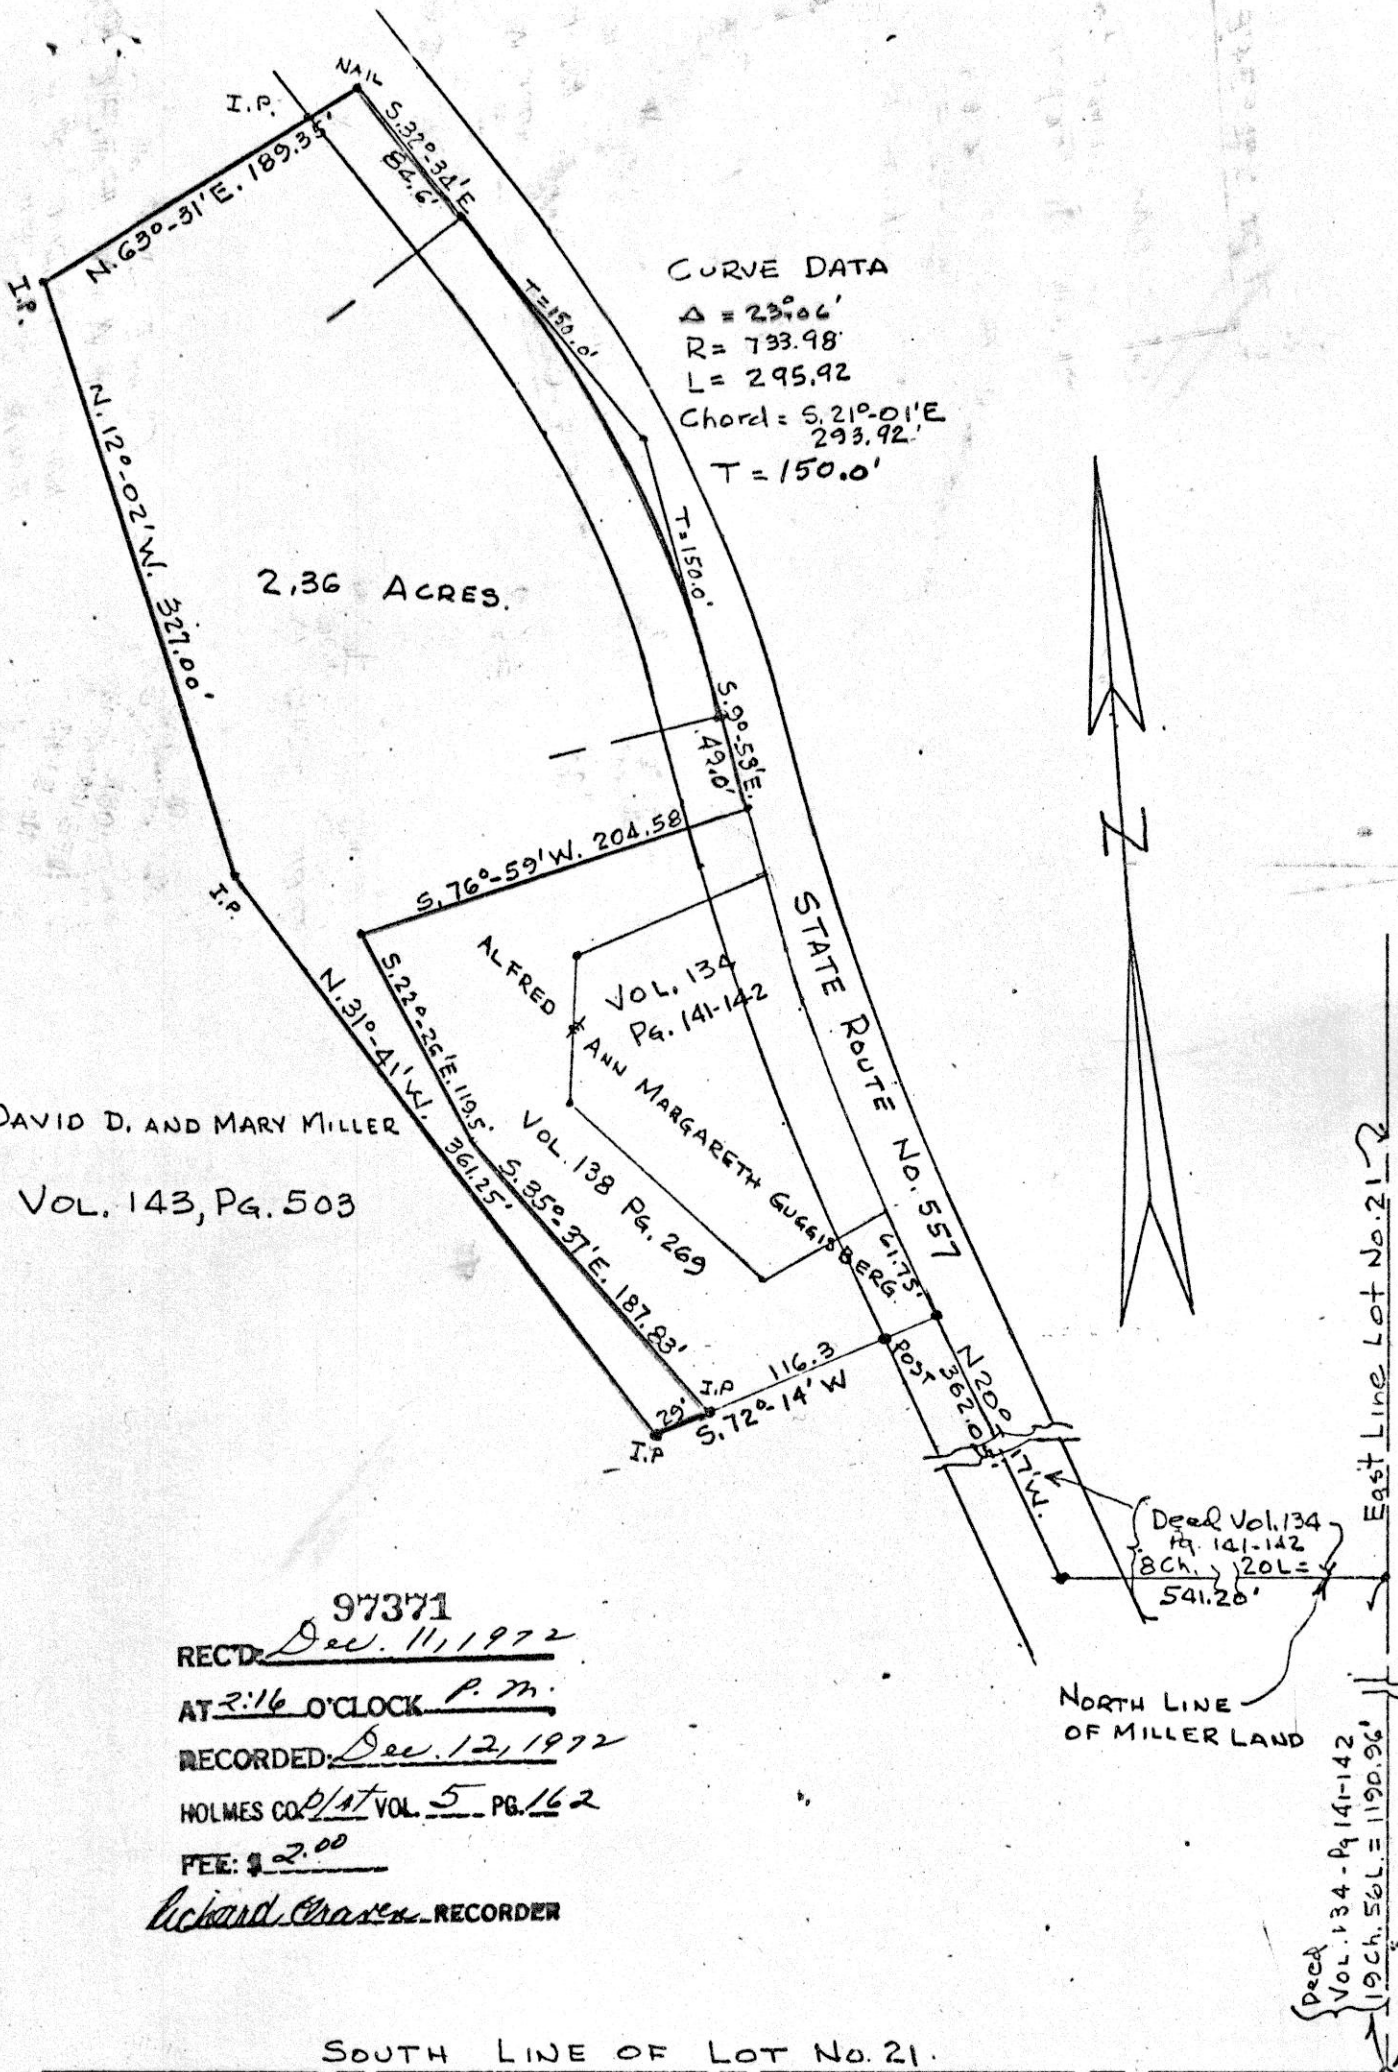 NAIL
I.P.
S.32°-34'E
84.6'
N.63°-31'E. 189.35'
I.P.
CURVE DATA
Δ = 23°06'
R = 733.98'
L = 295.92
Chord = S.21°-01'E
293.92'
T = 150.0'
T=150.0'
T=150.0'
N.12°-02'W. 327.00'
2.36 ACRES.
S.9°-53'E.
49.0'
S.76°-59'W. 204.58
I.P.
N
STATE ROUTE No. 557
ALFRED & ANN MARGARETH GUGGISBERG
VOL. 134
PG. 141-142
S.22°-26'E. 119.5'
N.31°-41'W. 361.25'
DAVID D. AND MARY MILLER
VOL. 143, PG. 503
VOL. 138 PG. 269
S.35°-37'E. 187.83'
61.75'
116.3
POST
I.P
29'
S.72°-14'W
I.P
N 20° 17'W.
362.05'
East Line Lot No. 21
Deed Vol. 134
Pg. 141-142
8Ch. 20L =
541.20'
NORTH LINE
OF MILLER LAND
97371
REC'D: Dec. 11, 1972
AT 2:16 O'CLOCK P. M.
RECORDED: Dec. 12, 1972
HOLMES CO. Plat VOL. 5 PG. 162
FEE: $ 2.00
Richard Graven RECORDER
Deed
VOL. 134 - Pg 141-142
19 Ch. 56 L. = 1190.96'
SOUTH LINE OF LOT No. 21.